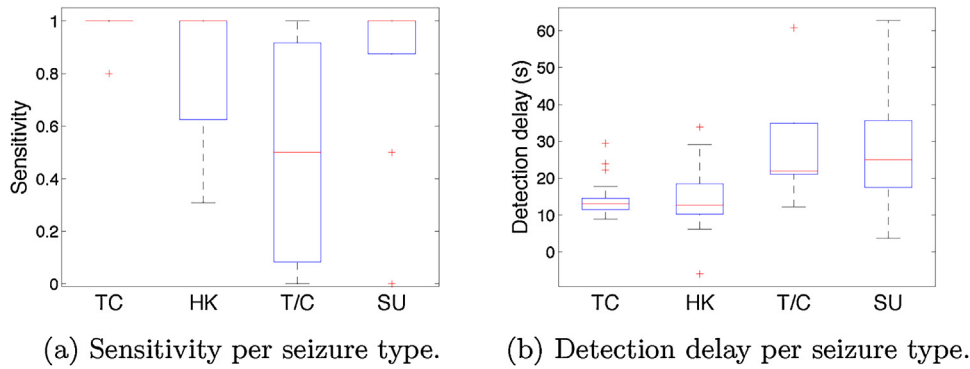 1
0.8
0.6
0.4
0.2
0
Sensitivity
TC HK T/C SU
(a) Sensitivity per seizure type.
60
50
40
30
20
10
0
Detection delay (s)
TC HK T/C SU
(b) Detection delay per seizure type.